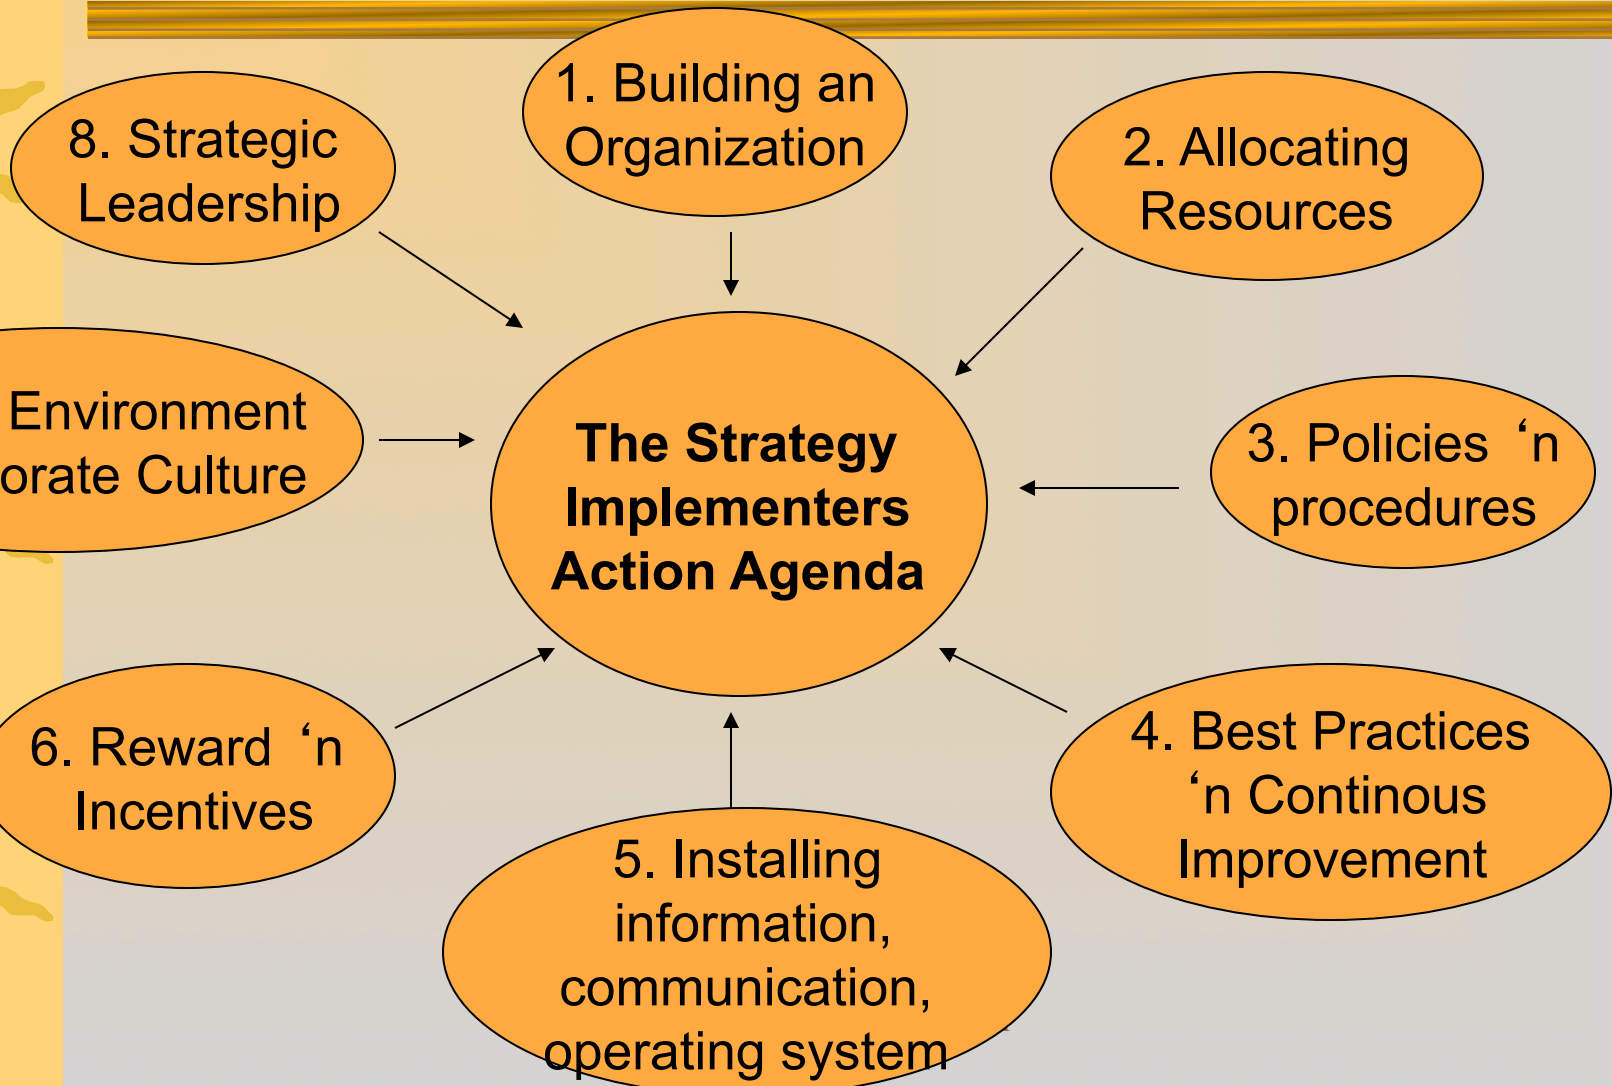 1. Building an
Organization
2. Allocating
Resources
3. Policies ‘n
procedures
4. Best Practices
‘n Continous
Improvement
5. Installing
information,
communication,
operating system
6. Reward ‘n
Incentives
Environment
orate Culture
8. Strategic
Leadership
The Strategy
Implementers
Action Agenda